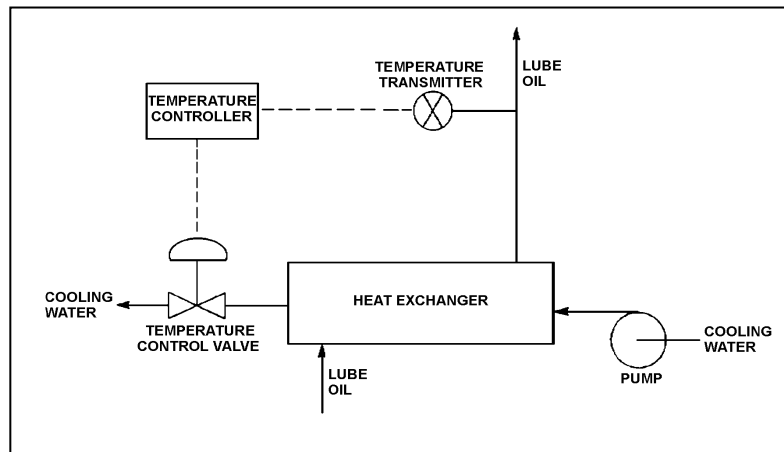 LUBE
OIL
TEMPERATURE
TRANSMITTER
TEMPERATURE
CONTROLLER
HEAT EXCHANGER
COOLING
WATER
TEMPERATURE
CONTROL VALVE
COOLING
WATER
PUMP
LUBE
OIL